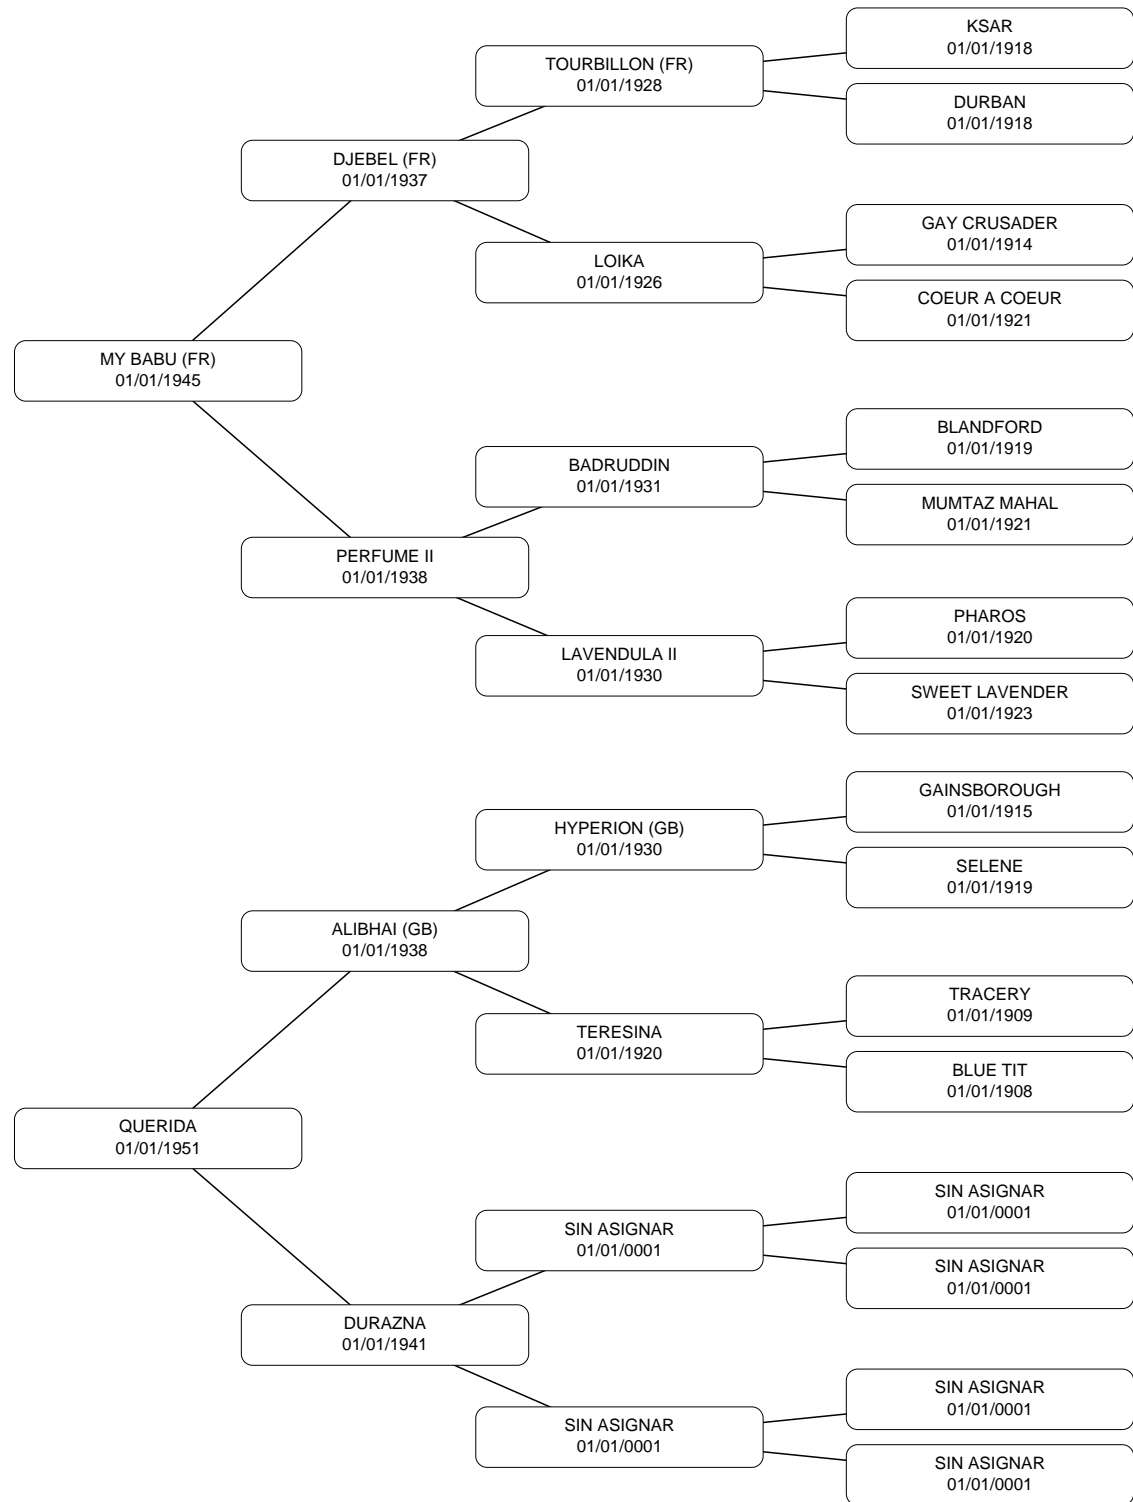 KSAR
01/01/1918
TOURBILLON (FR)
01/01/1928
DURBAN
01/01/1918
DJEBEL (FR)
01/01/1937
GAY CRUSADER
01/01/1914
LOIKA
01/01/1926
COEUR A COEUR
01/01/1921
MY BABU (FR)
01/01/1945
BLANDFORD
01/01/1919
BADRUDDIN
01/01/1931
MUMTAZ MAHAL
01/01/1921
PERFUME II
01/01/1938
PHAROS
01/01/1920
LAVENDULA II
01/01/1930
SWEET LAVENDER
01/01/1923
GAINSBOROUGH
01/01/1915
HYPERION (GB)
01/01/1930
SELENE
01/01/1919
ALIBHAI (GB)
01/01/1938
TRACERY
01/01/1909
TERESINA
01/01/1920
BLUE TIT
01/01/1908
QUERIDA
01/01/1951
SIN ASIGNAR
01/01/0001
SIN ASIGNAR
01/01/0001
SIN ASIGNAR
01/01/0001
DURAZNA
01/01/1941
SIN ASIGNAR
01/01/0001
SIN ASIGNAR
01/01/0001
SIN ASIGNAR
01/01/0001